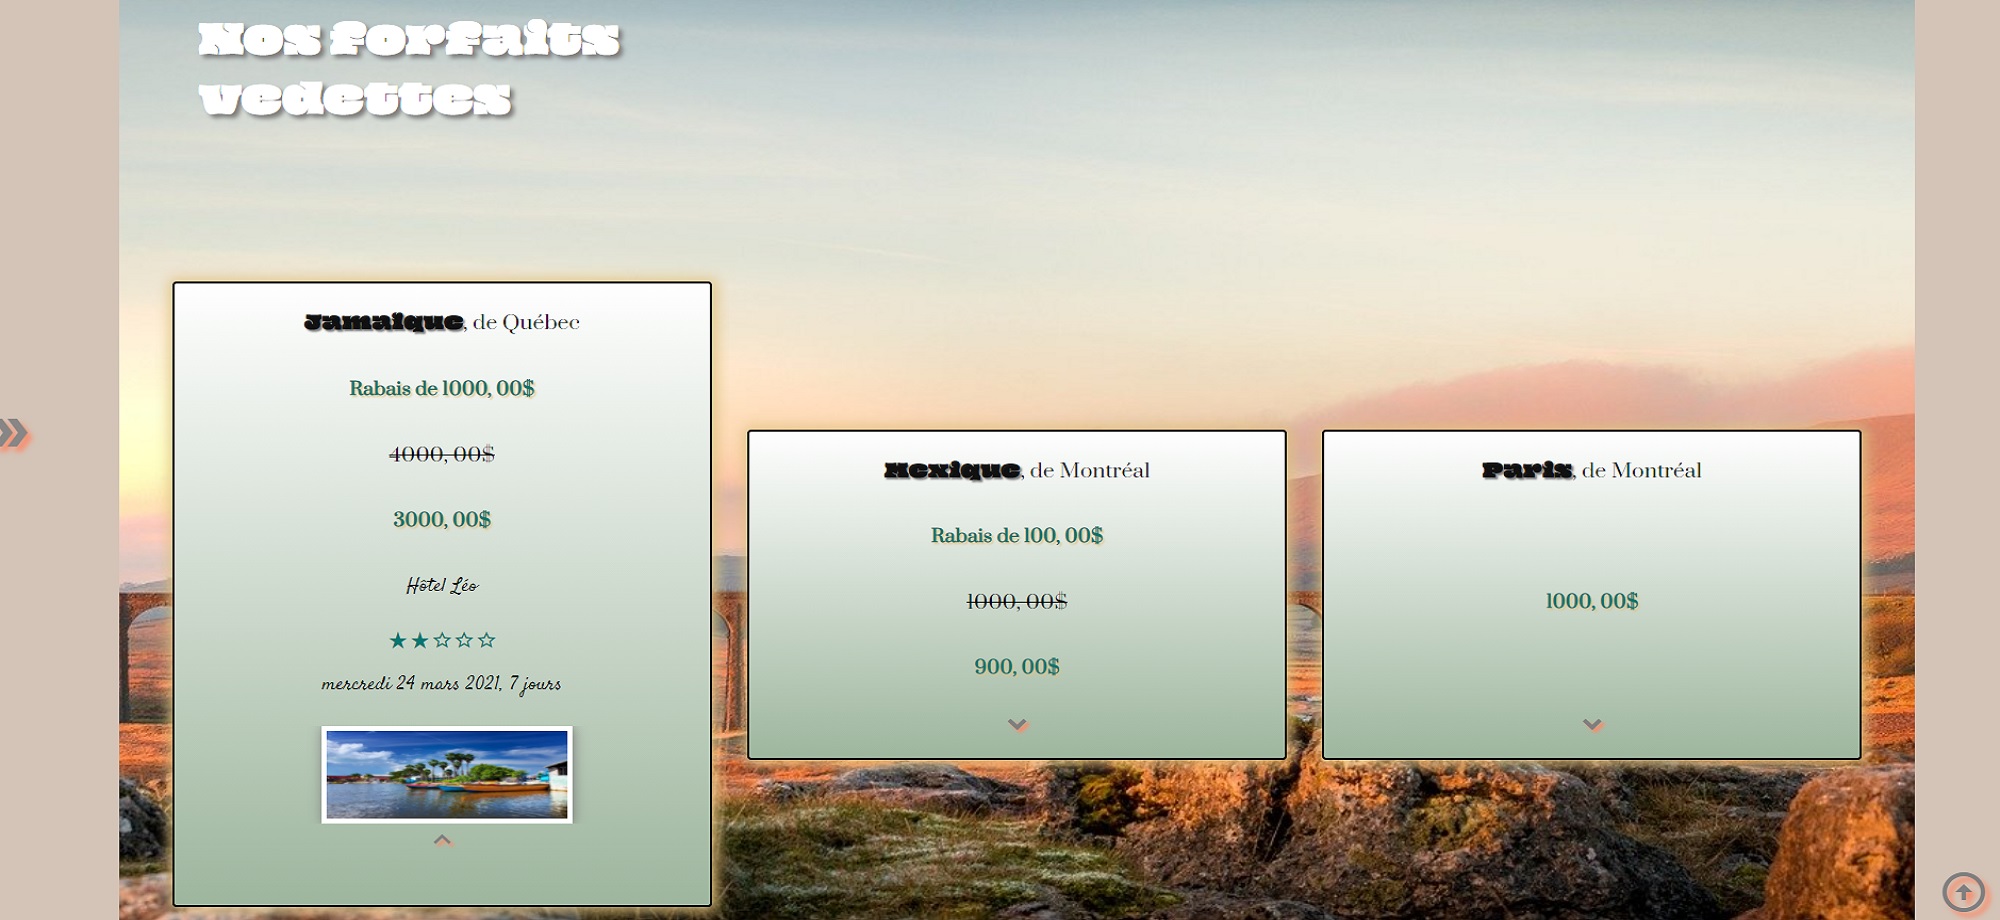 Nos forfaits
vedettes
Jamaïque, de Québec
Rabais de 1000, 00$
4000, 00$
3000, 00$
Hôtel Léo
★★☆☆☆
mercredi 24 mars 2021, 7 jours
Mexique, de Montréal
Rabais de 100, 00$
1000, 00$
900, 00$
Paris, de Montréal
1000, 00$